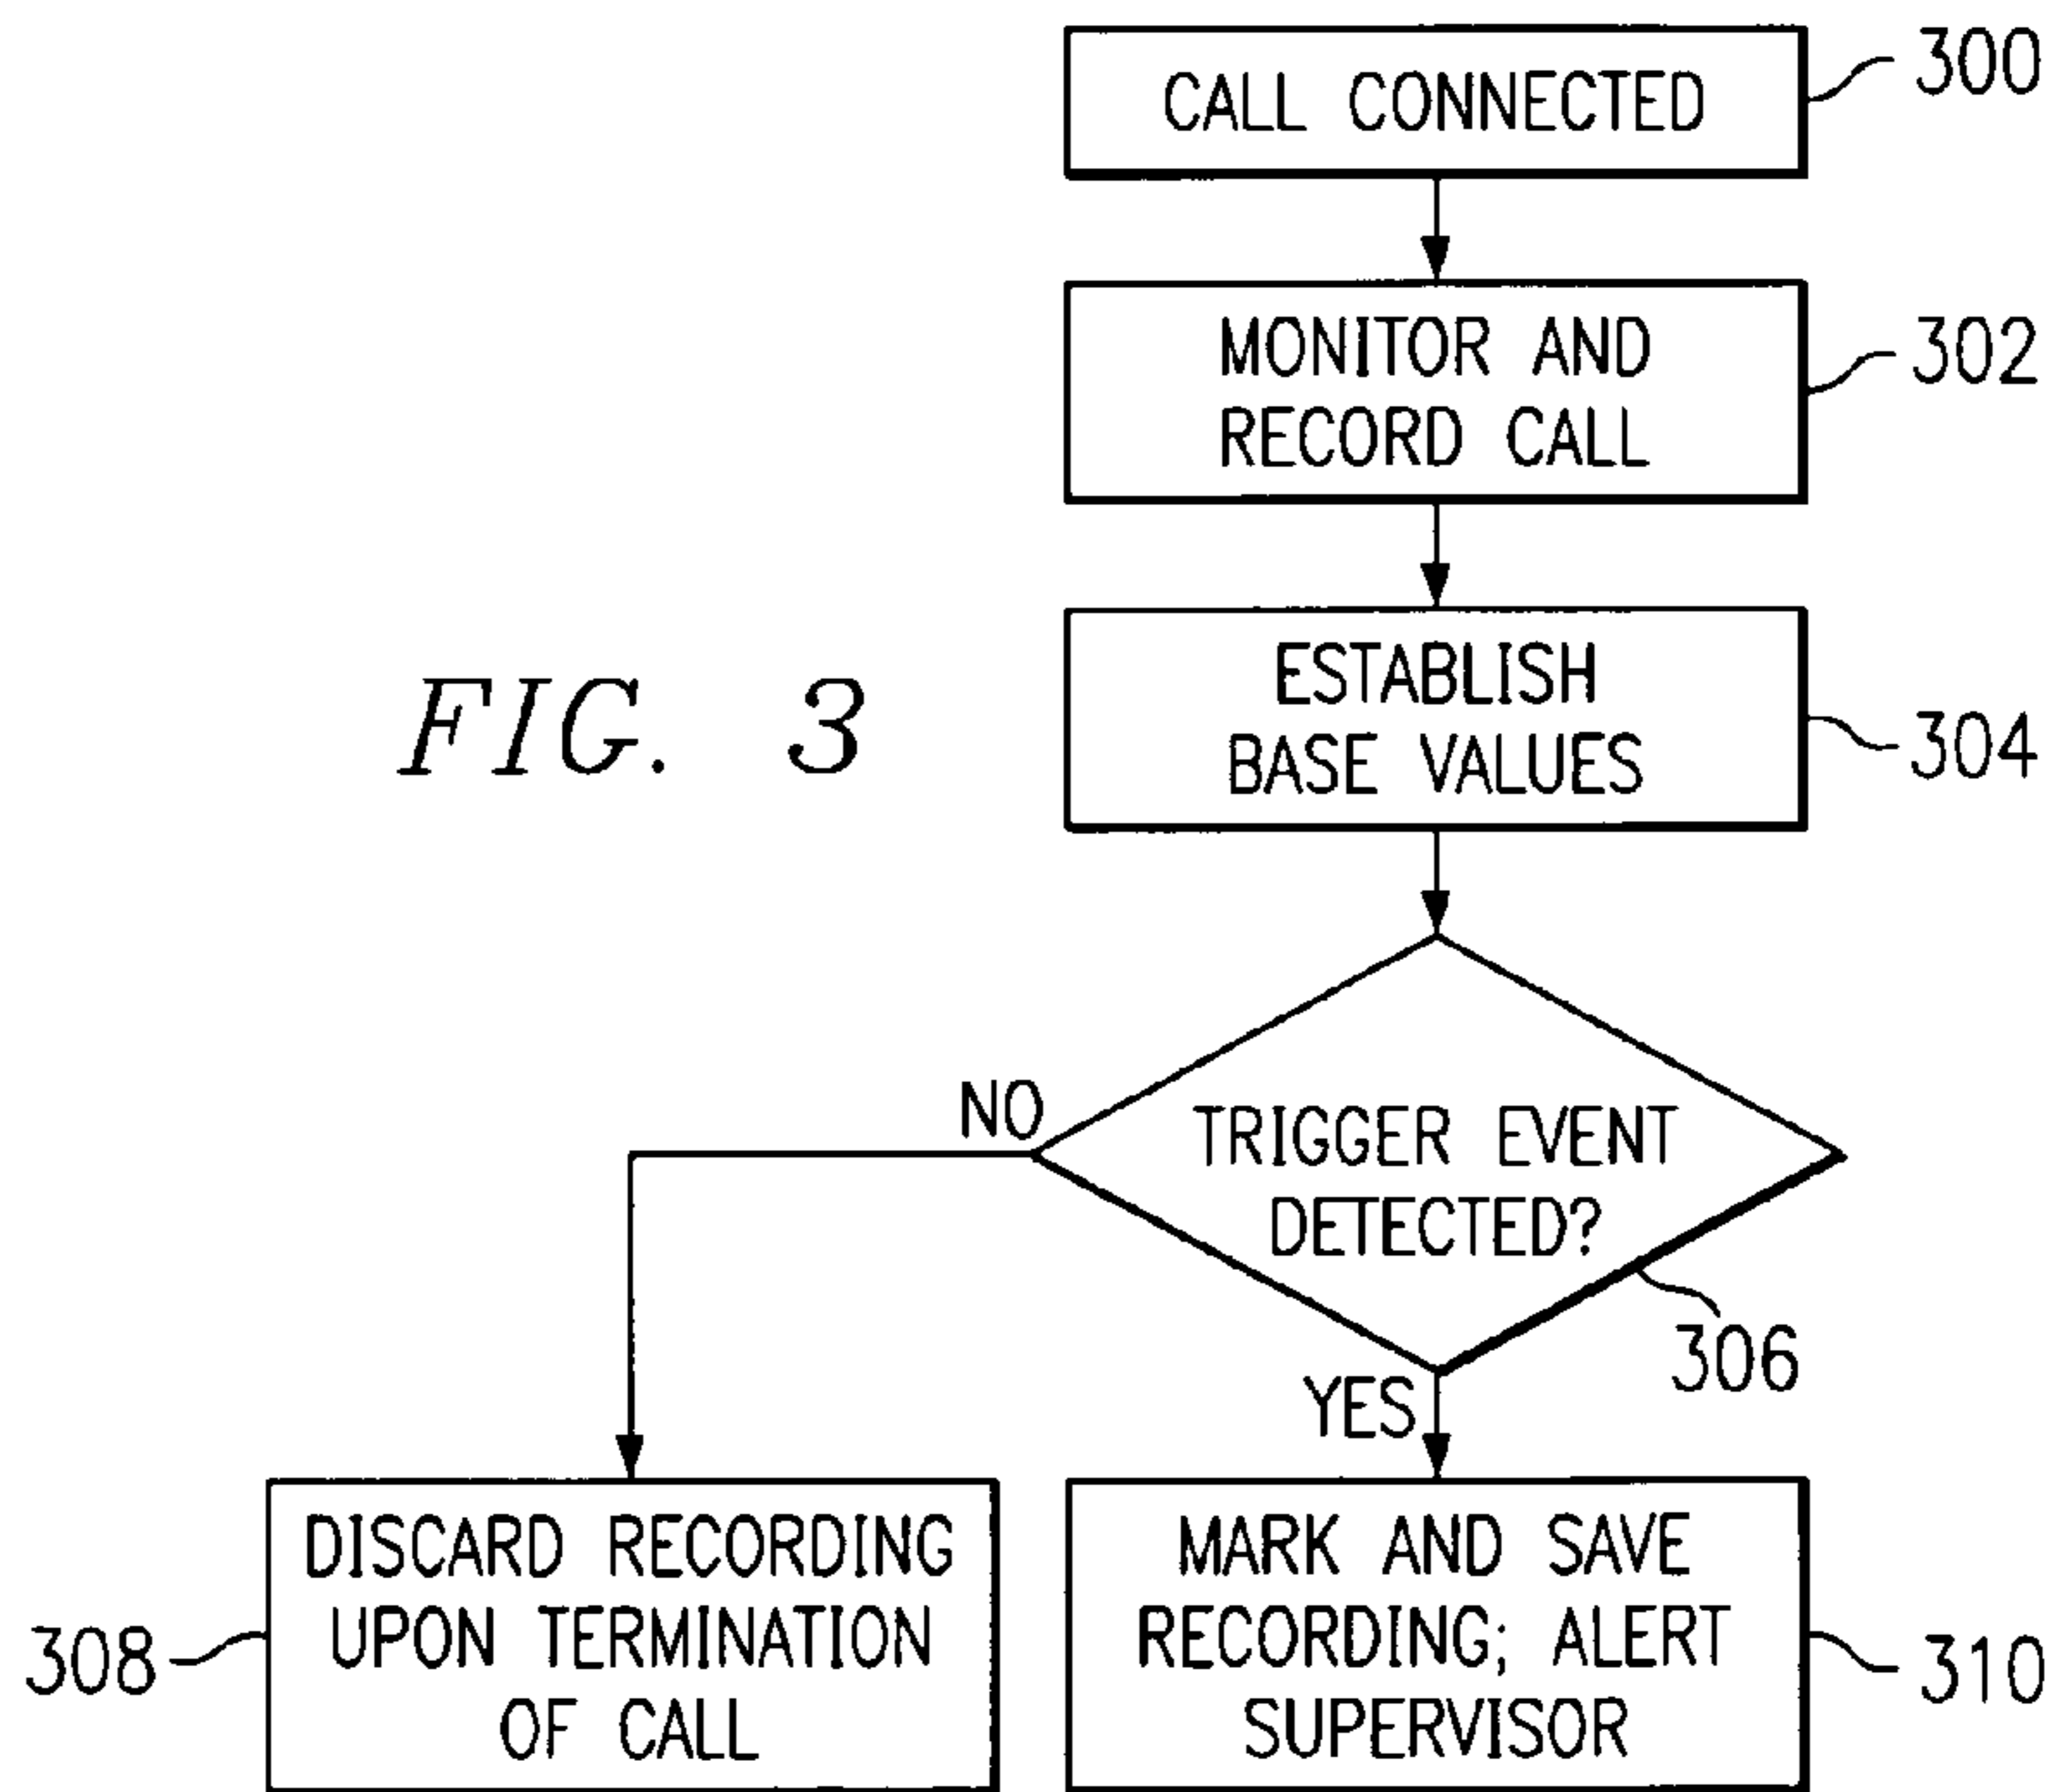 CALL CONNECTED
300
MONITOR AND
RECORD CALL
302
ESTABLISH
BASE VALUES
304
FIG. 3
TRIGGER EVENT
DETECTED?
306
NO
YES
DISCARD RECORDING
UPON TERMINATION
OF CALL
308
MARK AND SAVE
RECORDING; ALERT
SUPERVISOR
310